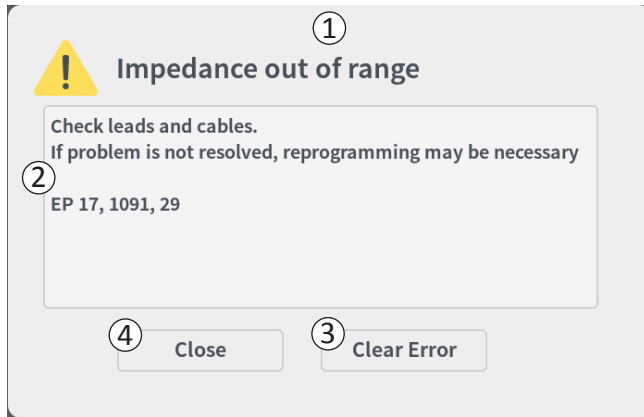 ①
Impedance out of range
Check leads and cables.
If problem is not resolved, reprogramming may be necessary
②
EP 17, 1091, 29
④ Close ③ Clear Error